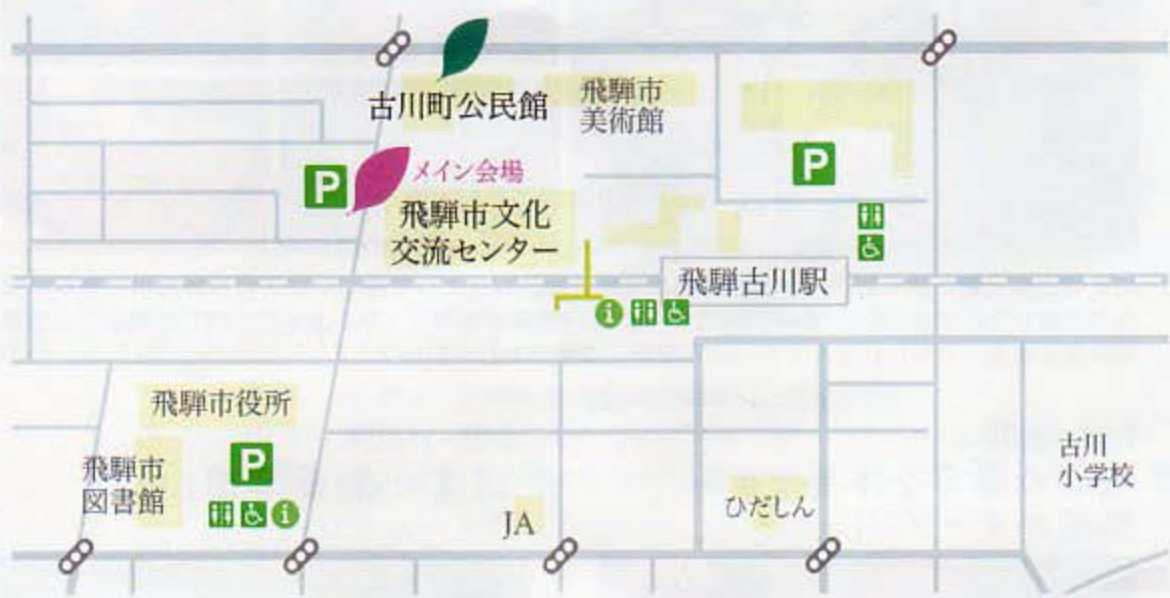 古川町公民館
飛騨市
美術館
P
メイン会場
飛騨市文化
交流センター
P
飛騨古川駅
i
飛騨市役所
P
飛騨市
図書館
i
JA
ひだしん
古川
小学校